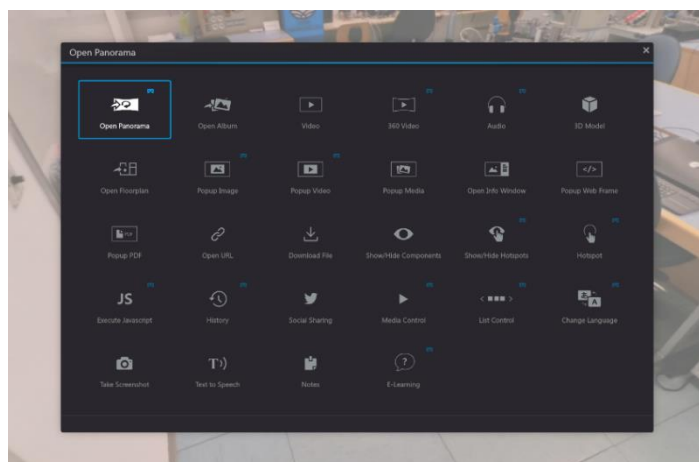 Open Panorama
Open Panorama
Open Album
Video
360 Video
Audio
3D Model
Open Floorplan
Popup Image
Popup Video
Popup Media
Open Info Window
Popup Web Frame
PDF
Popup PDF
Open URL
Download File
Show/Hide Components
Show/Hide Hotspots
Hotspot
JS
Execute Javascript
History
Social Sharing
Media Control
List Control
A
Change Language
Take Screenshot
T
Text to Speech
Notes
?
E-Learning